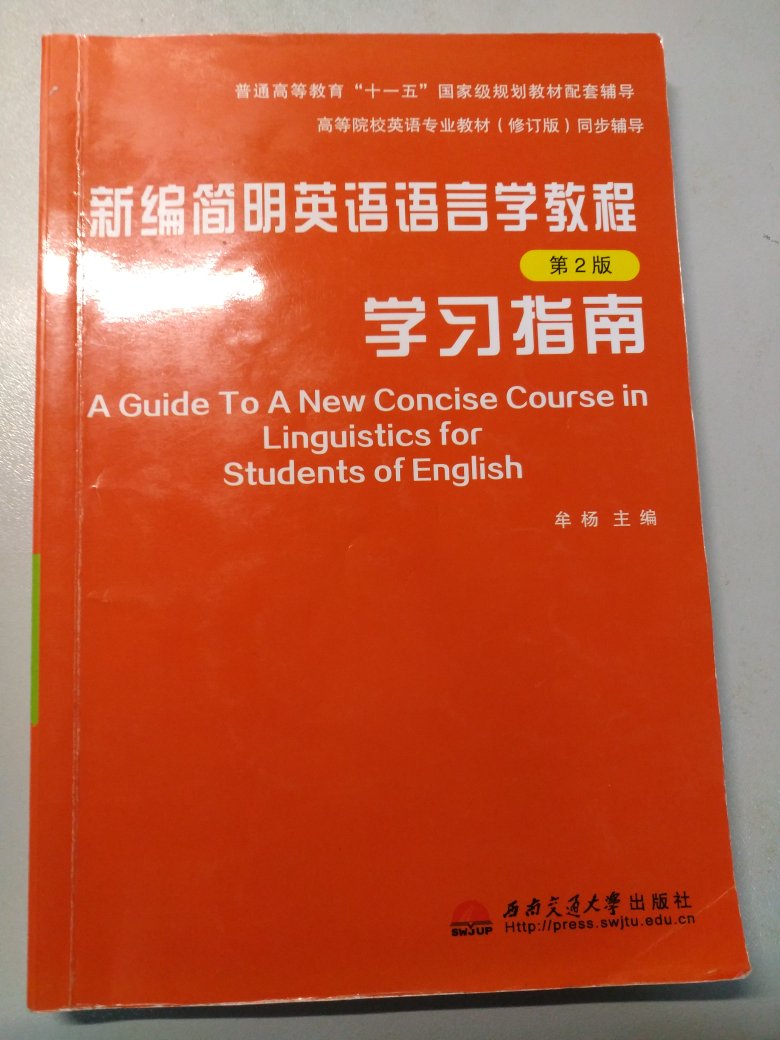 普通高等教育“十一五”国家级规划教材配套辅导
高等院校英语专业教材（修订版）同步辅导
新编简明英语语言学教程
第2版
学习指南
A Guide To A New Concise Course in
Linguistics for
Students of English
牟杨 主编
SWJUP
西南交通大学出版社
Http://press.swjtu.edu.cn